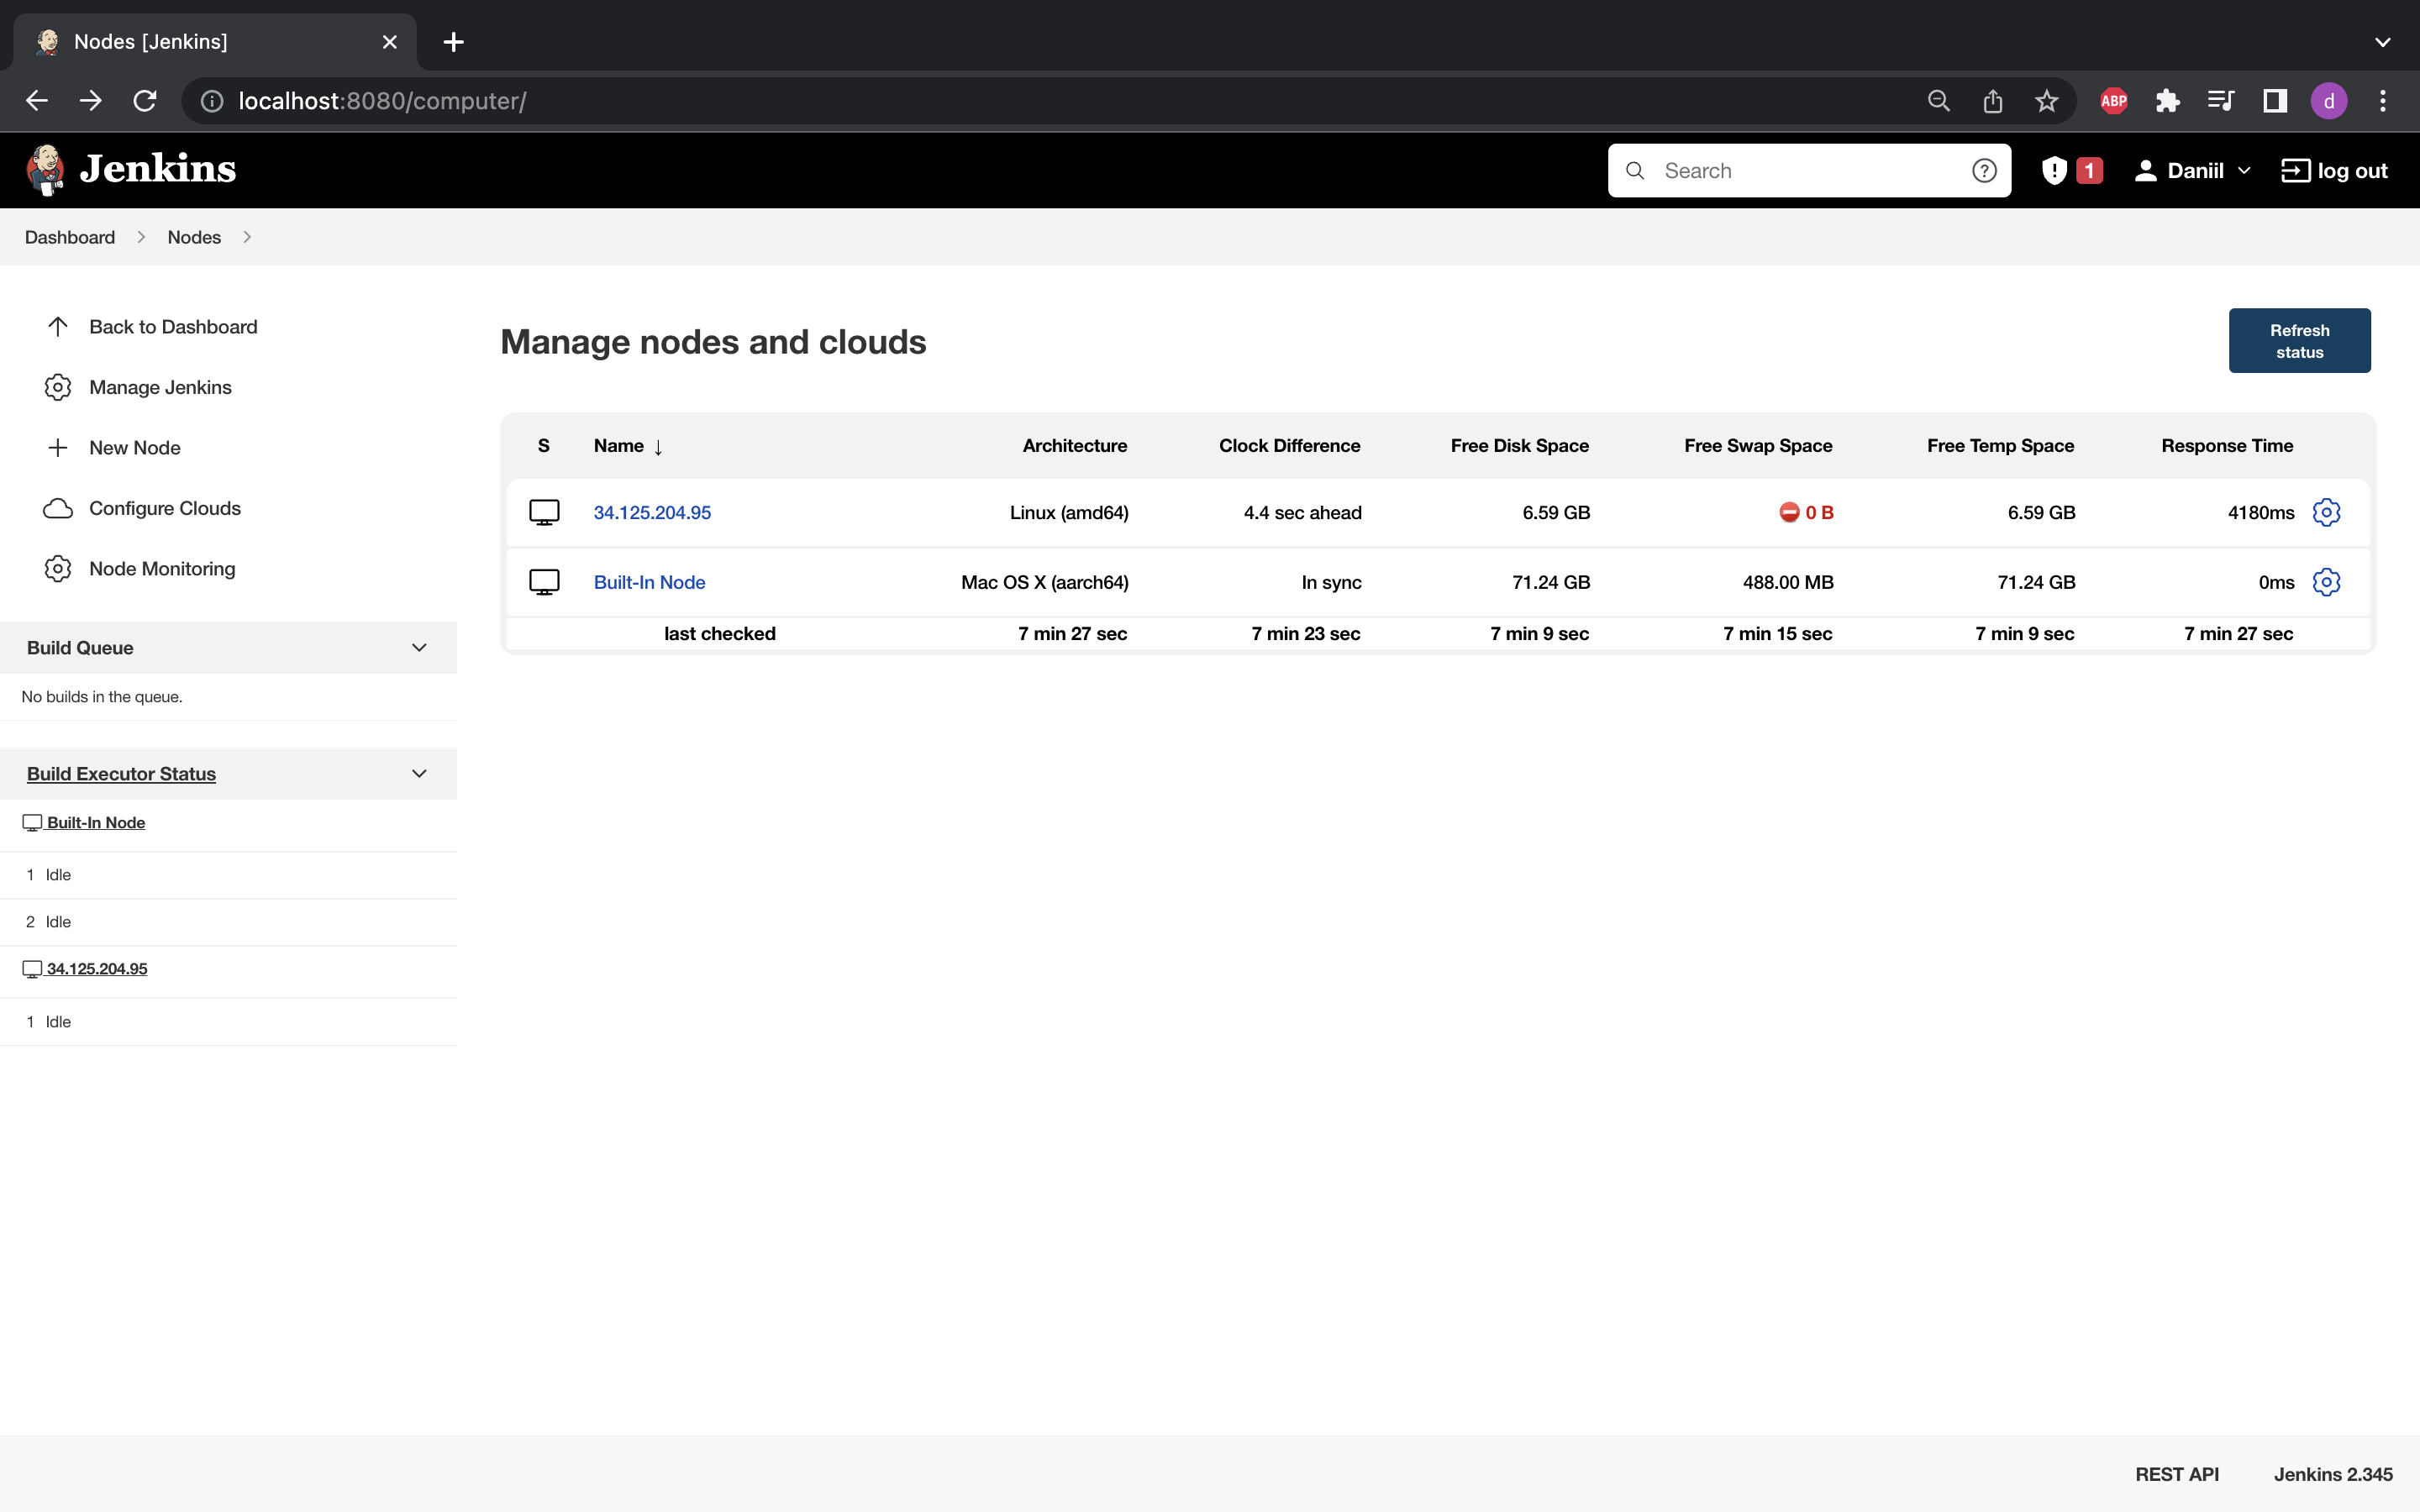 Nodes [Jenkins]
localhost:8080/computer/
ABP
d
Jenkins
Search
1
Daniil
log out
Dashboard
Nodes
Back to Dashboard
Manage Jenkins
New Node
Configure Clouds
Node Monitoring
Build Queue
No builds in the queue.
Build Executor Status
Built-In Node
1 Idle
2 Idle
34.125.204.95
1 Idle
Manage nodes and clouds
Refresh
status
S Name ↓ Architecture Clock Difference Free Disk Space Free Swap Space Free Temp Space Response Time
34.125.204.95 Linux (amd64) 4.4 sec ahead 6.59 GB 0 B 6.59 GB 4180ms
Built-In Node Mac OS X (aarch64) In sync 71.24 GB 488.00 MB 71.24 GB 0ms
last checked 7 min 27 sec 7 min 23 sec 7 min 9 sec 7 min 15 sec 7 min 9 sec 7 min 27 sec
REST API
Jenkins 2.345